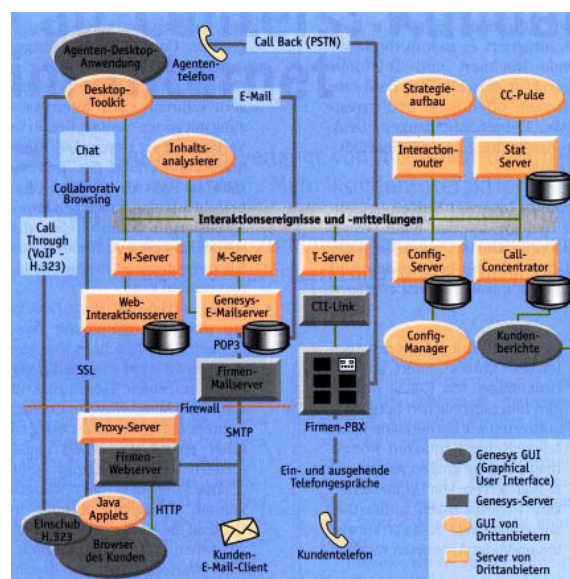 Agenten-Desktop-
Anwendung
Agenten-
telefon
Call Back (PSTN)
Desktop-
Toolkit
E-Mail
Strategie-
aufbau
CC-Pulse
Chat
Inhalts-
analysierer
Interaction-
router
Stat
Server
Collabrorativ
Browsing
Interaktionsereignisse und -mitteilungen
Call
Through
(VoIP -
H.323)
M-Server
M-Server
T-Server
Config-
Server
Call-
Concentrator
Web-
Interaktionsserver
Genesys-
E-Mailserver
CTI-Link
POP3
Config-
Manager
Kunden-
berichte
SSL
Firmen-
Mailserver
Firewall
Firmen-PBX
Proxy-Server
SMTP
Firmen-
Webserver
Ein- und ausgehende
Telefongespräche
HTTP
Java
Applets
Einschub
H.323
Browser
des Kunden
Kunden-
E-Mail-Client
Kundentelefon
Genesys GUI
(Graphical
User Interface)
Genesys-Server
GUI von
Drittanbietern
Server von
Drittanbietern